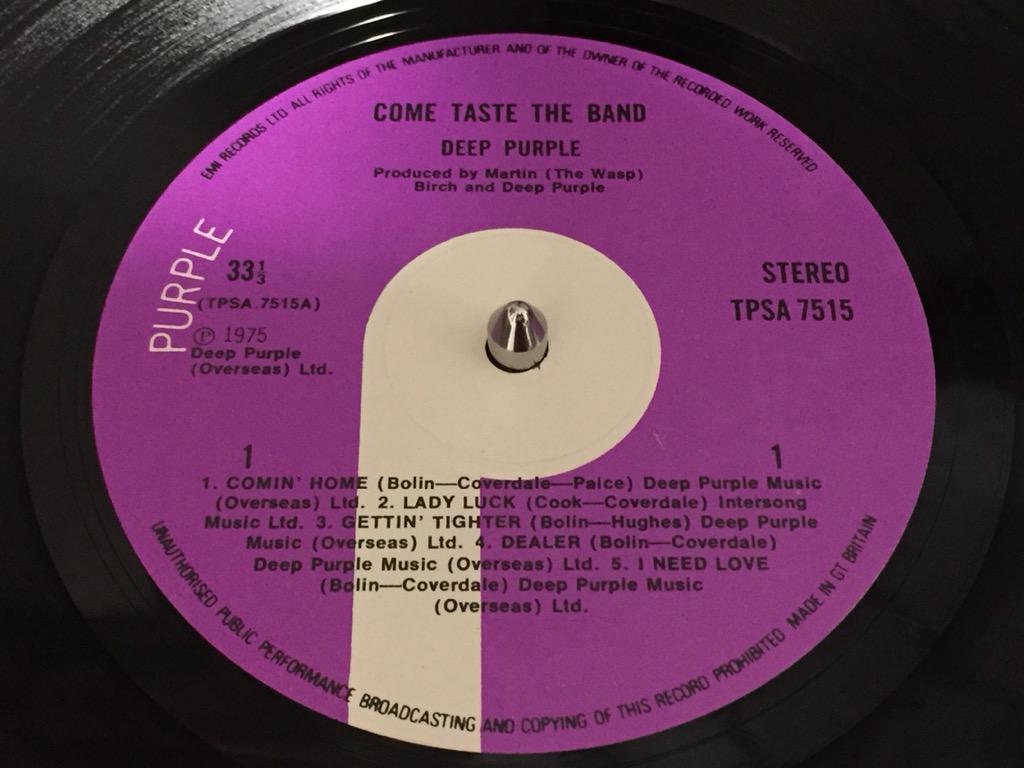 EMI RECORDS LTD ALL RIGHTS OF THE MANUFACTURER AND OF THE OWNER OF THE RECORDED WORK RESERVED
COME TASTE THE BAND
DEEP PURPLE
Produced by Martin (The Wasp)
Birch and Deep Purple
PURPLE
33⅓
(TPSA.7515A)
℗ 1975
Deep Purple
(Overseas) Ltd.
STEREO
TPSA 7515
1
1
1. COMIN' HOME (Bolin—Coverdale—Paice) Deep Purple Music
(Overseas) Ltd. 2. LADY LUCK (Cook—Coverdale) Intersong
Music Ltd. 3. GETTIN' TIGHTER (Bolin—Hughes) Deep Purple
Music (Overseas) Ltd. 4. DEALER (Bolin—Coverdale)
Deep Purple Music (Overseas) Ltd. 5. I NEED LOVE
(Bolin—Coverdale) Deep Purple Music
(Overseas) Ltd.
UNAUTHORISED PUBLIC PERFORMANCE BROADCASTING AND COPYING OF THIS RECORD PROHIBITED MADE IN GT BRITAIN